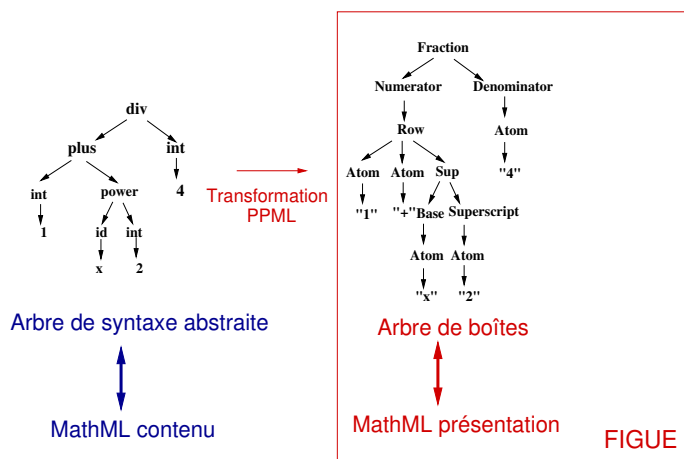 div
plus int
int power 4
1 id int
x 2
Arbre de syntaxe abstraite
MathML contenu
Transformation
PPML
Fraction
Numerator Denominator
Row Atom
Atom Atom Sup "4"
"1" "+" Base Superscript
Atom Atom
"x" "2"
Arbre de boîtes
MathML présentation
FIGUE